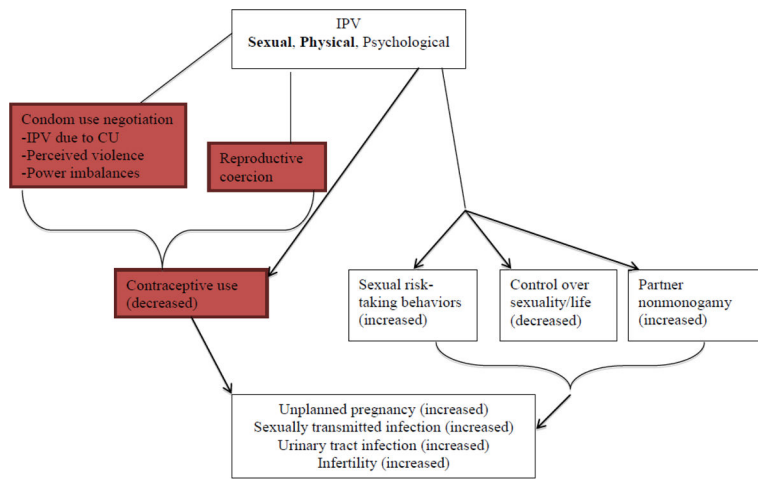 IPV
Sexual, Physical, Psychological
Condom use negotiation
-IPV due to CU
-Perceived violence
-Power imbalances
Reproductive
coercion
Contraceptive use
(decreased)
Sexual risk-
taking behaviors
(increased)
Control over
sexuality/life
(decreased)
Partner
nonmonogamy
(increased)
Unplanned pregnancy (increased)
Sexually transmitted infection (increased)
Urinary tract infection (increased)
Infertility (increased)